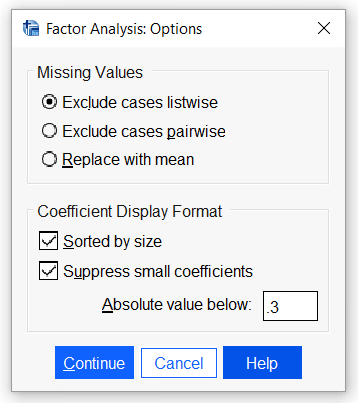 Factor Analysis: Options
Missing Values
Exclude cases listwise
Exclude cases pairwise
Replace with mean
Coefficient Display Format
Sorted by size
Suppress small coefficients
Absolute value below: .3
Continue Cancel Help